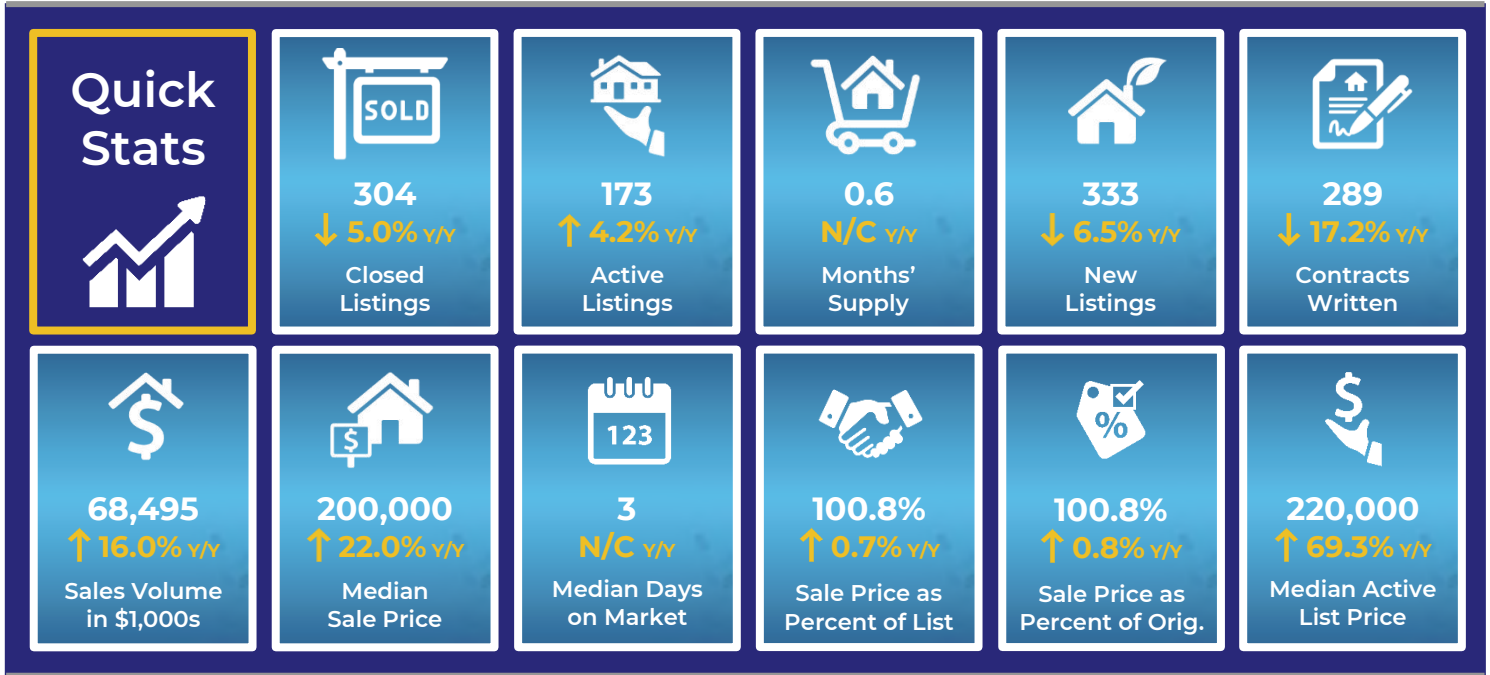 Quick
Stats
SOLD
304
↓ 5.0% Y/Y
Closed
Listings
173
↑ 4.2% Y/Y
Active
Listings
0.6
N/C Y/Y
Months’
Supply
333
↓ 6.5% Y/Y
New
Listings
289
↓ 17.2% Y/Y
Contracts
Written
$
68,495
↑ 16.0% Y/Y
Sales Volume
in $1,000s
$
200,000
↑ 22.0% Y/Y
Median
Sale Price
123
3
N/C Y/Y
Median Days
on Market
100.8%
↑ 0.7% Y/Y
Sale Price as
Percent of List
%
100.8%
↑ 0.8% Y/Y
Sale Price as
Percent of Orig.
$
220,000
↑ 69.3% Y/Y
Median Active
List Price